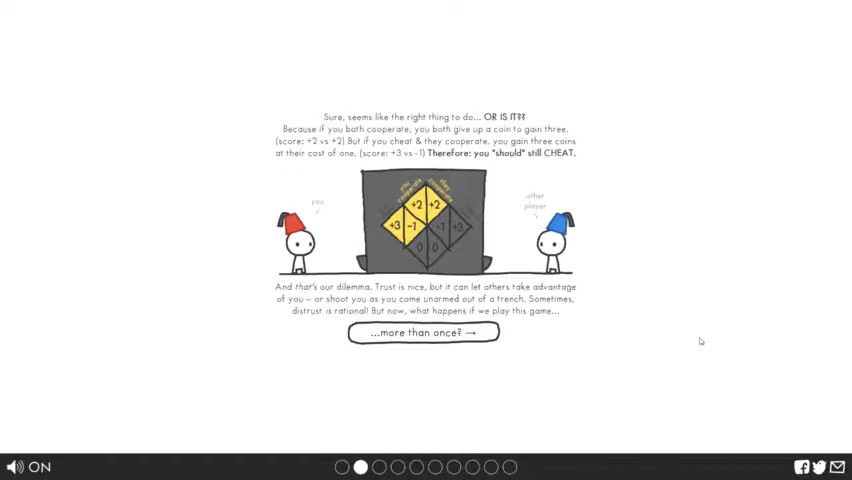 Sure, seems like the right thing to do... OR IS IT??
Because if you both cooperate, you both give up a coin to gain three.
(score: +2 vs +2) But if you cheat & they cooperate, you gain three coins
at their cost of one. (score: +3 vs -1) Therefore: you "should" still CHEAT.
you
other
player
you
cooperate
they
cooperate
+2 +2
+3 -1 -1 +3
0 0
And that's our dilemma. Trust is nice, but it can let others take advantage
of you – or shoot you as you come unarmed out of a trench. Sometimes,
distrust is rational! But now, what happens if we play this game...
...more than once? →
ON